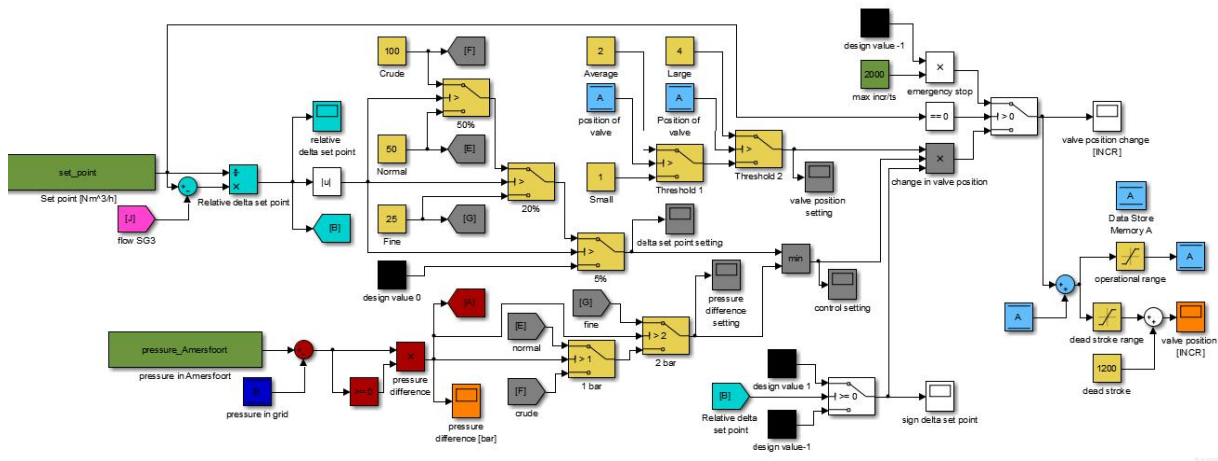 design value -1
2000
max incr/ts
×
emergency stop
== 0
> 0
valve position change
[INCR]
100
Crude
[F]
>
50%
50
Normal
[E]
2
Average
4
Large
A
position of
valve
A
Position of
valve
>
Threshold 1
>
Threshold 2
1
Small
valve position
setting
×
change in valve position
relative
delta set point
set_point
Set point [Nm^3/h]
÷
×
Relative delta set point
|u|
[J]
flow SG3
[B]
>
20%
25
Fine
[G]
delta set point setting
>
5%
design value 0
min
control setting
A
Data Store
Memory A
operational range
A
A
dead stroke range
valve position
[INCR]
1200
dead stroke
[A]
[G]
fine
pressure
difference
setting
[E]
normal
> 1
1 bar
> 2
2 bar
[F]
crude
pressure_Amersfoort
pressure in Amersfoort
pressure in grid
>= 0
×
pressure
difference
pressure
difference [bar]
design value 1
[B]
Relative delta
set point
>= 0
design value-1
sign delta set point